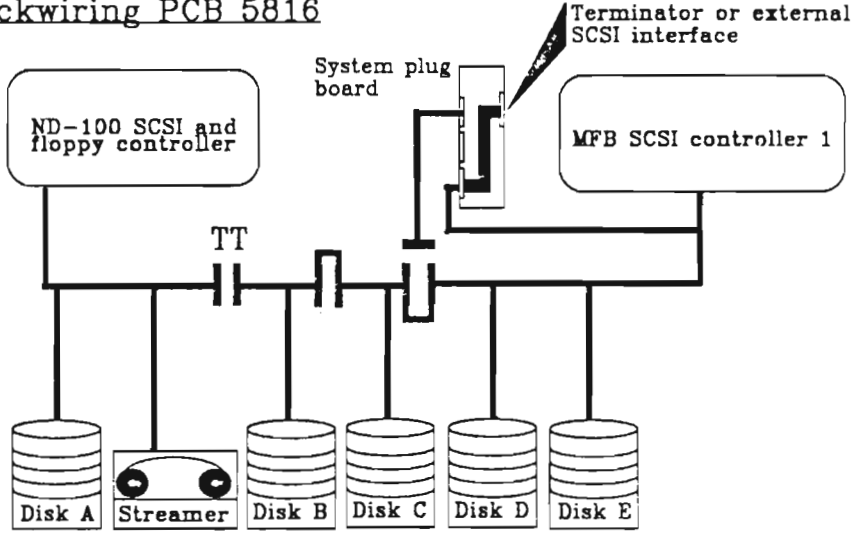 ckwiring PCB 5816
Terminator or external
SCSI interface
System plug
board
ND-100 SCSI and
floppy controller
MFB SCSI controller 1
TT
Disk A
Streamer
Disk B
Disk C
Disk D
Disk E